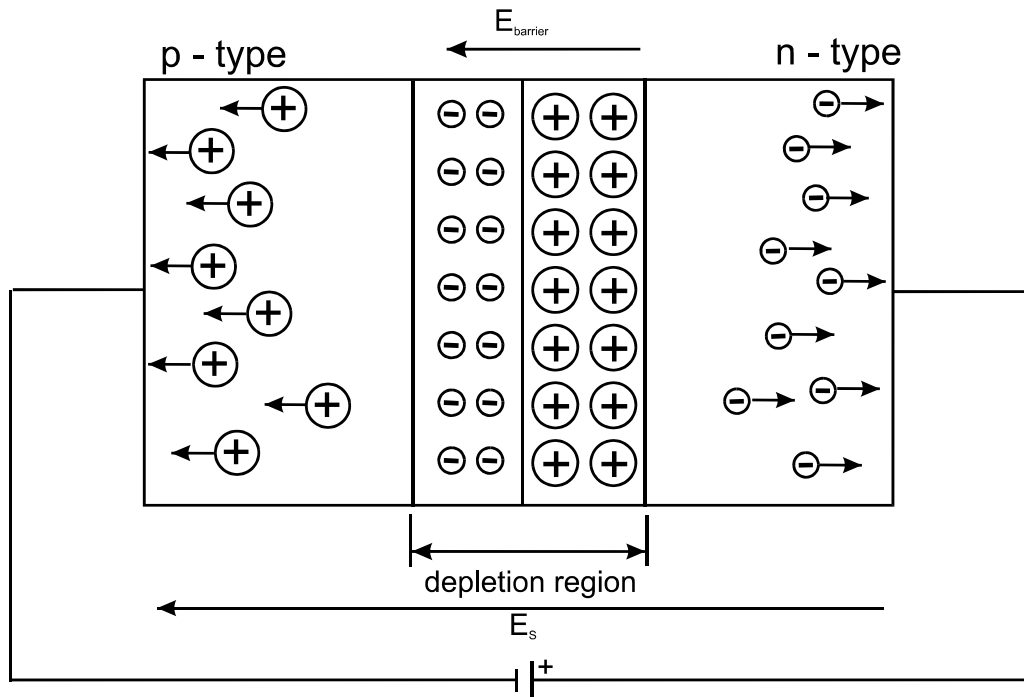 E_barrier
p - type
n - type
depletion region
E_s
+